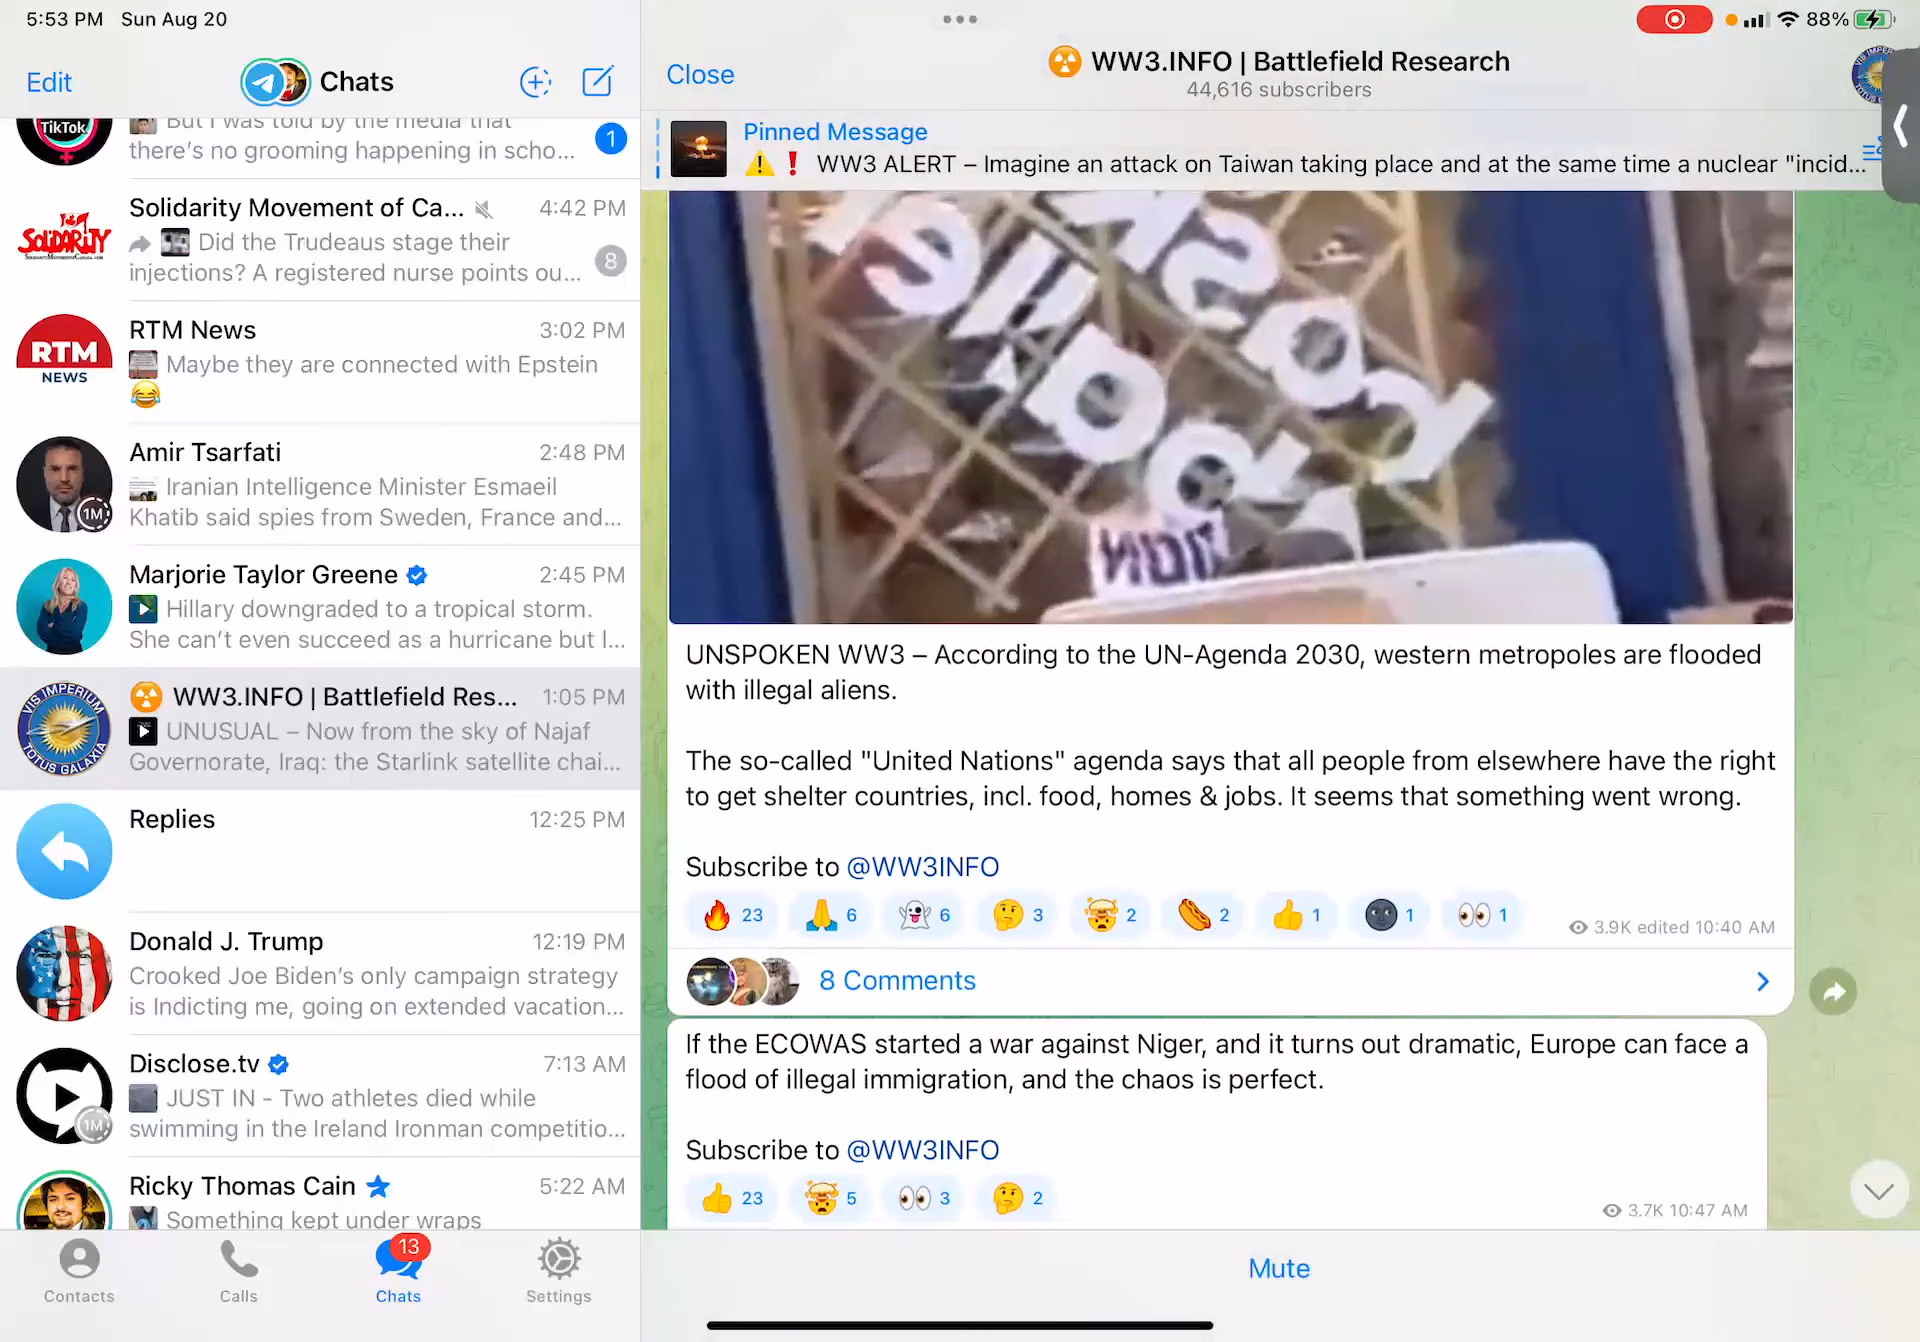 5:53 PM Sun Aug 20
88%
Edit
Chats
TikTok
But I was told by the media that
there's no grooming happening in scho...
1
Solidarity Movement of Ca...
4:42 PM
SOLIDARITY
Did the Trudeaus stage their
injections? A registered nurse points ou...
8
RTM News
3:02 PM
RTM
NEWS
Maybe they are connected with Epstein
😂
Amir Tsarfati
2:48 PM
1M
Iranian Intelligence Minister Esmaeil
Khatib said spies from Sweden, France and...
Marjorie Taylor Greene
2:45 PM
Hillary downgraded to a tropical storm.
She can't even succeed as a hurricane but I...
☢️ WW3.INFO | Battlefield Res...
1:05 PM
VIS IMPERIUM
TOTUS GALAXIA
UNUSUAL – Now from the sky of Najaf
Governorate, Iraq: the Starlink satellite chai...
Replies
12:25 PM
Donald J. Trump
12:19 PM
Crooked Joe Biden's only campaign strategy
is Indicting me, going on extended vacation...
Disclose.tv
7:13 AM
1M
JUST IN - Two athletes died while
swimming in the Ireland Ironman competitio...
Ricky Thomas Cain
5:22 AM
Something kept under wraps
Contacts
Calls
13
Chats
Settings
Close
☢️ WW3.INFO | Battlefield Research
44,616 subscribers
Pinned Message
⚠️❗ WW3 ALERT – Imagine an attack on Taiwan taking place and at the same time a nuclear "incid...
UNSPOKEN WW3 – According to the UN-Agenda 2030, western metropoles are flooded
with illegal aliens.
The so-called "United Nations" agenda says that all people from elsewhere have the right
to get shelter countries, incl. food, homes & jobs. It seems that something went wrong.
Subscribe to @WW3INFO
🔥 23 🙏 6 👻 6 🤔 3 🤯 2 🌭 2 👍 1 🌚 1 👀 1
3.9K edited 10:40 AM
8 Comments
If the ECOWAS started a war against Niger, and it turns out dramatic, Europe can face a
flood of illegal immigration, and the chaos is perfect.
Subscribe to @WW3INFO
👍 23 🤯 5 👀 3 🤔 2
3.7K 10:47 AM
Mute